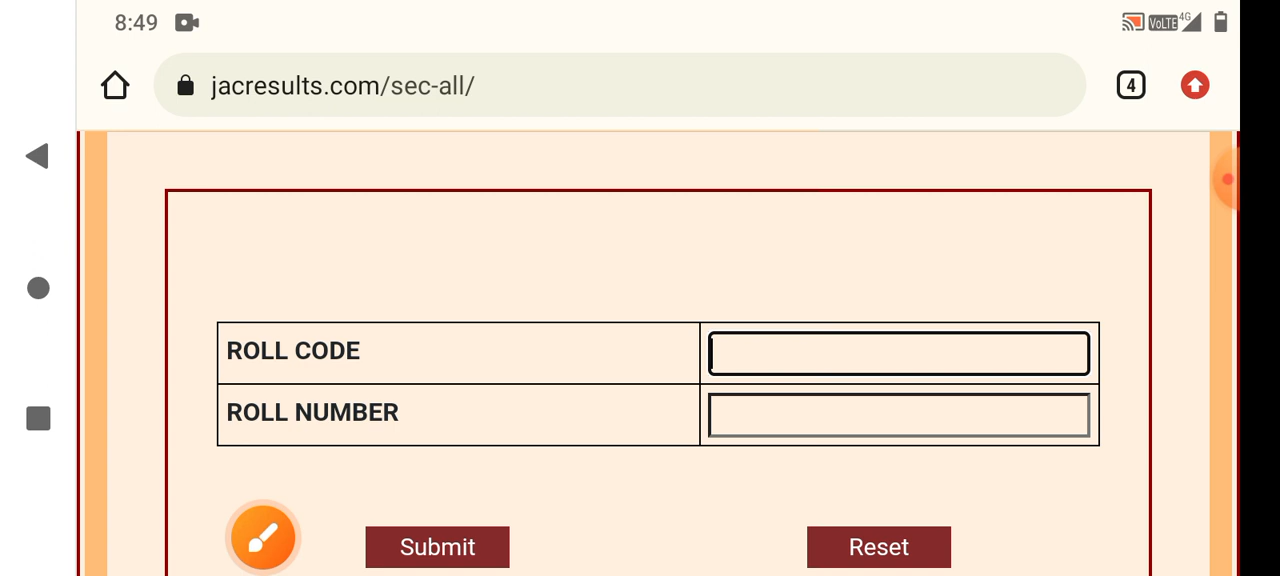 8:49
VoLTE 4G
jacresults.com/sec-all/
4
ROLL CODE
ROLL NUMBER
Submit Reset